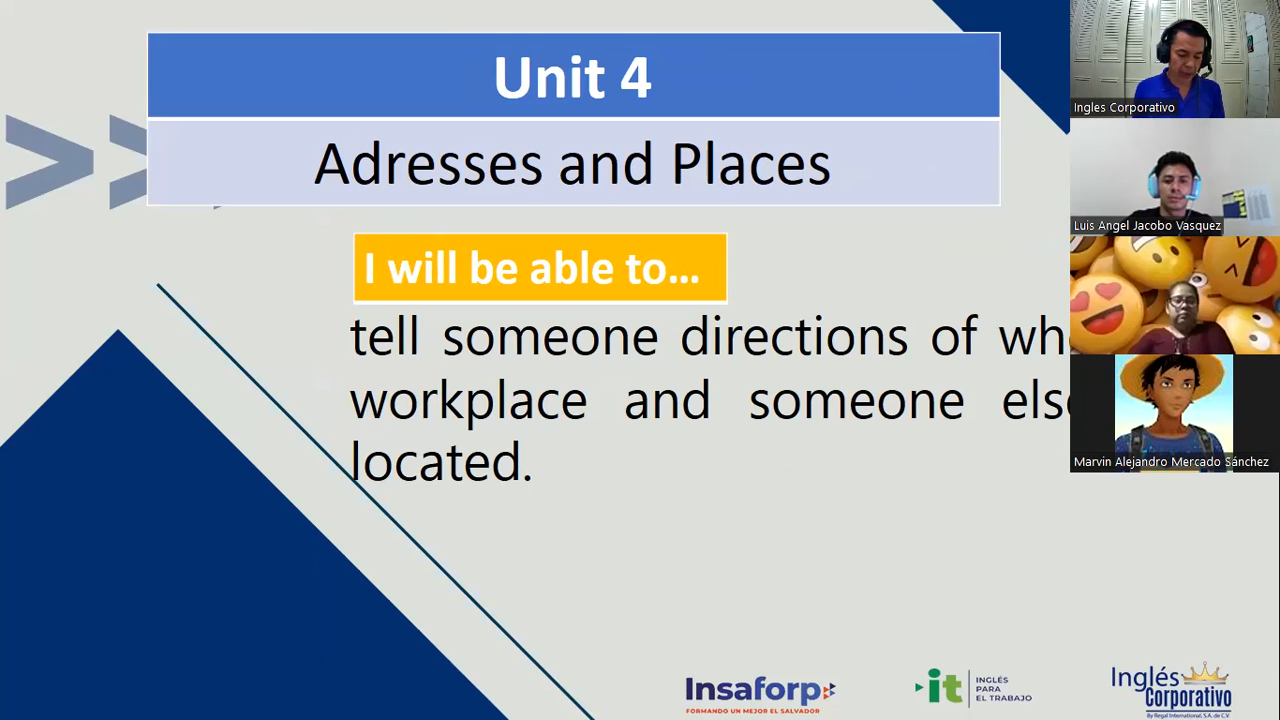 Unit 4
Adresses and Places
I will be able to...
tell someone directions of
workplace and someone
located.
Ingles Corporativo
Luis Angel Jacobo Vasquez
Marvin Alejandro Mercado Sánchez
Insaforp
FORMANDO UN MEJOR EL SALVADOR
it
INGLÉS
PARA
EL TRABAJO
Inglés
Corporativo
By Regal International, S.A. de C.V.